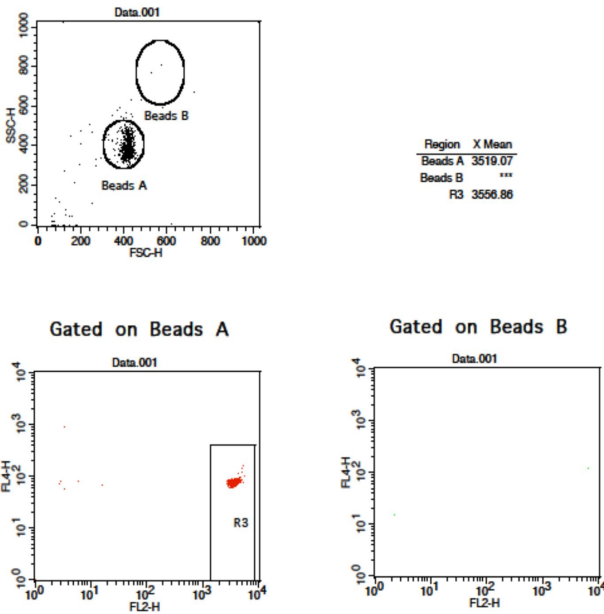 Data.001
1000
800
600
400
200
0
SSC-H
Beads B
Beads A
0 200 400 600 800 1000
FSC-H
Region X Mean
Beads A 3519.07
Beads B ***
R3 3556.86
Gated on Beads A
Data.001
10^4
10^3
10^2
10^1
10^0
FL4-H
R3
10^1 10^2 10^3 10^4
FL2-H
Gated on Beads B
Data.001
10^4
10^3
10^2
10^1
10^0
FL4-H
10^1 10^2 10^3 10^4
FL2-H